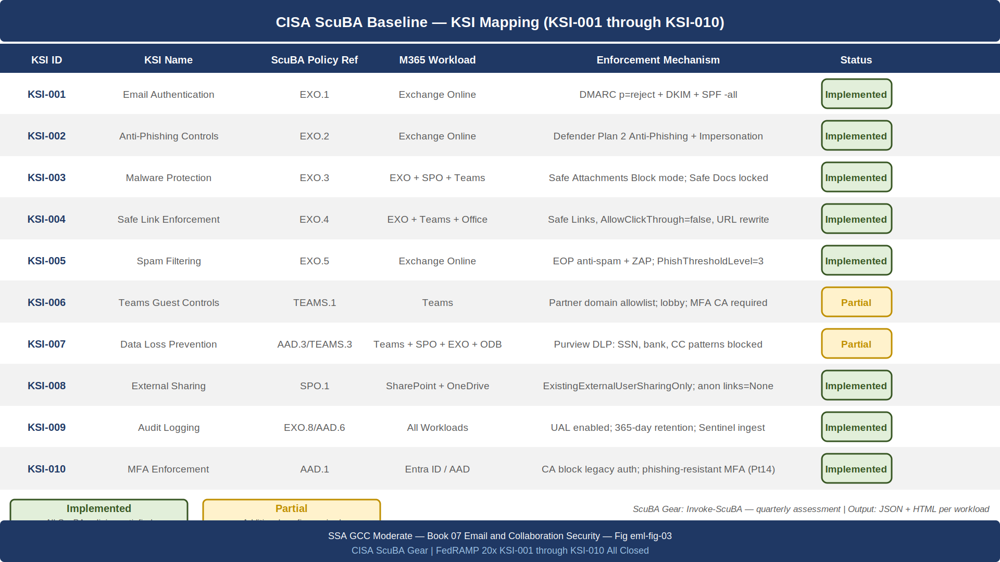 CISA ScuBA Baseline — KSI Mapping (KSI-001 through KSI-010)
KSI ID KSI Name ScuBA Policy Ref M365 Workload Enforcement Mechanism Status
KSI-001 Email Authentication EXO.1 Exchange Online DMARC p=reject + DKIM + SPF -all Implemented
KSI-002 Anti-Phishing Controls EXO.2 Exchange Online Defender Plan 2 Anti-Phishing + Impersonation Implemented
KSI-003 Malware Protection EXO.3 EXO + SPO + Teams Safe Attachments Block mode; Safe Docs locked Implemented
KSI-004 Safe Link Enforcement EXO.4 EXO + Teams + Office Safe Links, AllowClickThrough=false, URL rewrite Implemented
KSI-005 Spam Filtering EXO.5 Exchange Online EOP anti-spam + ZAP; PhishThresholdLevel=3 Implemented
KSI-006 Teams Guest Controls TEAMS.1 Teams Partner domain allowlist; lobby; MFA CA required Partial
KSI-007 Data Loss Prevention AAD.3/TEAMS.3 Teams + SPO + EXO + ODB Purview DLP: SSN, bank, CC patterns blocked Partial
KSI-008 External Sharing SPO.1 SharePoint + OneDrive ExistingExternalUserSharingOnly; anon links=None Implemented
KSI-009 Audit Logging EXO.8/AAD.6 All Workloads UAL enabled; 365-day retention; Sentinel ingest Implemented
KSI-010 MFA Enforcement AAD.1 Entra ID / AAD CA block legacy auth; phishing-resistant MFA (Pt14) Implemented
Implemented Partial
ScuBA Gear: Invoke-ScuBA — quarterly assessment | Output: JSON + HTML per workload
SSA GCC Moderate — Book 07 Email and Collaboration Security — Fig eml-fig-03
CISA ScuBA Gear | FedRAMP 20x KSI-001 through KSI-010 All Closed